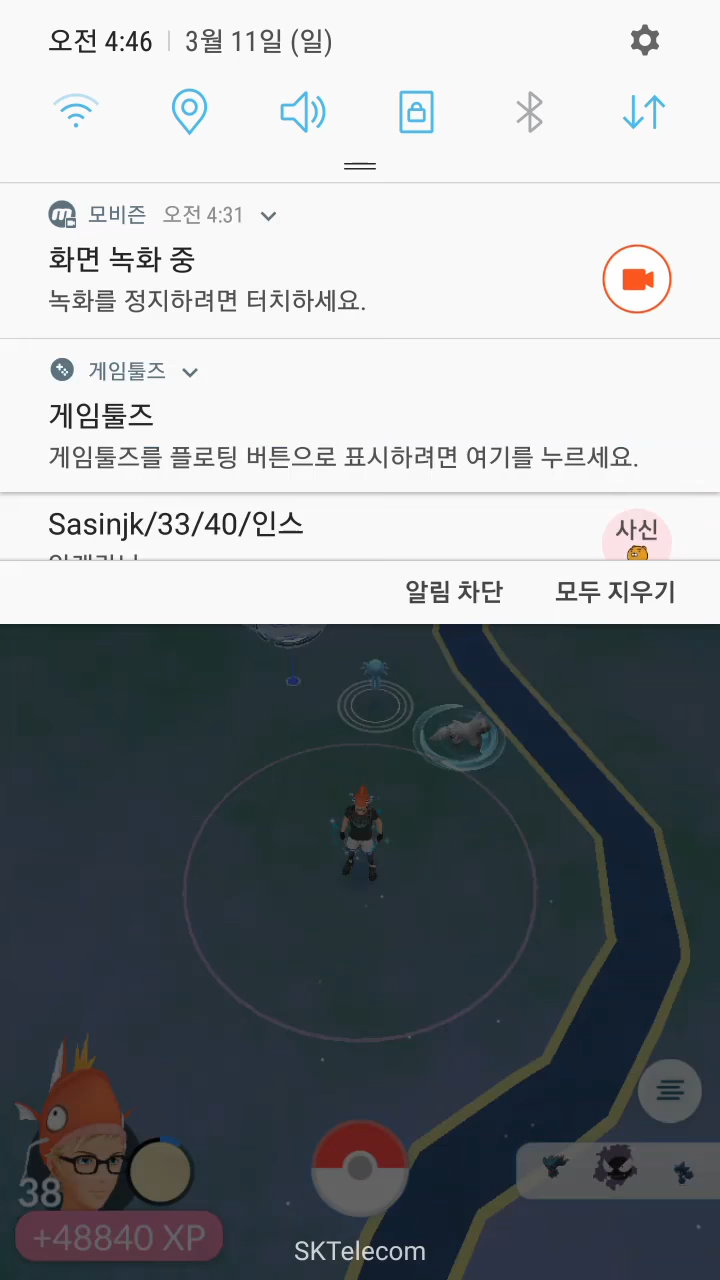 오전 4:46 | 3월 11일 (일)
모비즌 오전 4:31
화면 녹화 중
녹화를 정지하려면 터치하세요.
게임툴즈
게임툴즈
게임툴즈를 플로팅 버튼으로 표시하려면 여기를 누르세요.
Sasinjk/33/40/인스
사신
알림 차단 모두 지우기
38
+48840 XP
SKTelecom